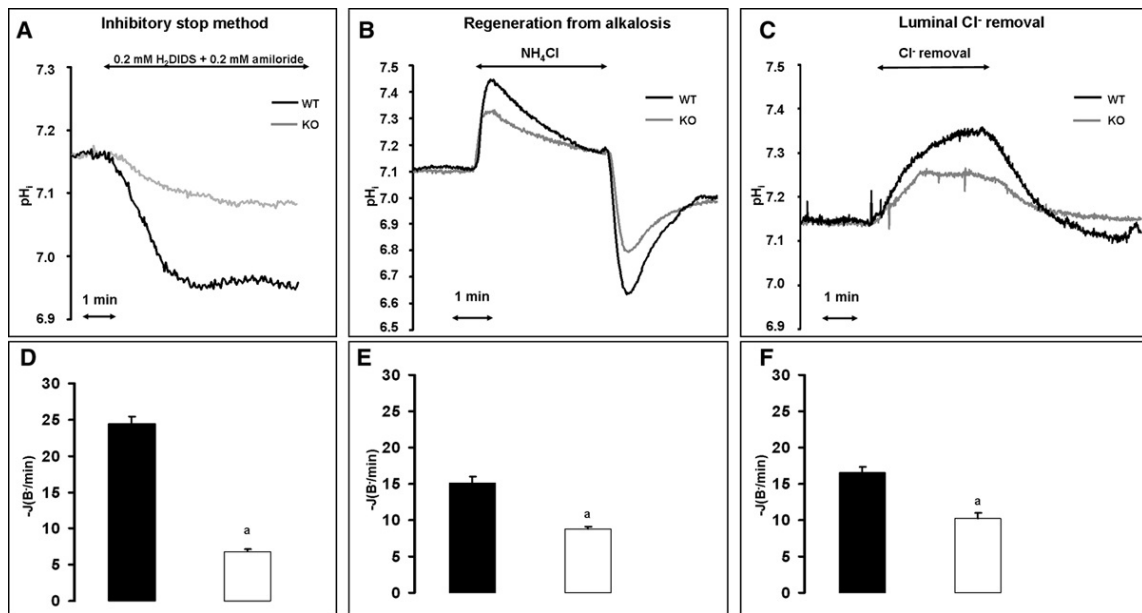 A
Inhibitory stop method
0.2 mM H₂DIDS + 0.2 mM amiloride
7.3
7.2
7.1
7.0
6.9
pHi
WT
KO
1 min
B
Regeneration from alkalosis
NH₄Cl
7.5
7.4
7.3
7.2
7.1
7.0
6.9
6.8
6.7
6.6
6.5
pHi
WT
KO
1 min
C
Luminal Cl⁻ removal
Cl⁻ removal
7.5
7.4
7.3
7.2
7.1
7.0
6.9
pHi
WT
KO
1 min
D
30
25
20
15
10
5
0
-J(B⁻/min)
a
E
30
25
20
15
10
5
0
-J(B⁻/min)
a
F
30
25
20
15
10
5
0
-J(B⁻/min)
a